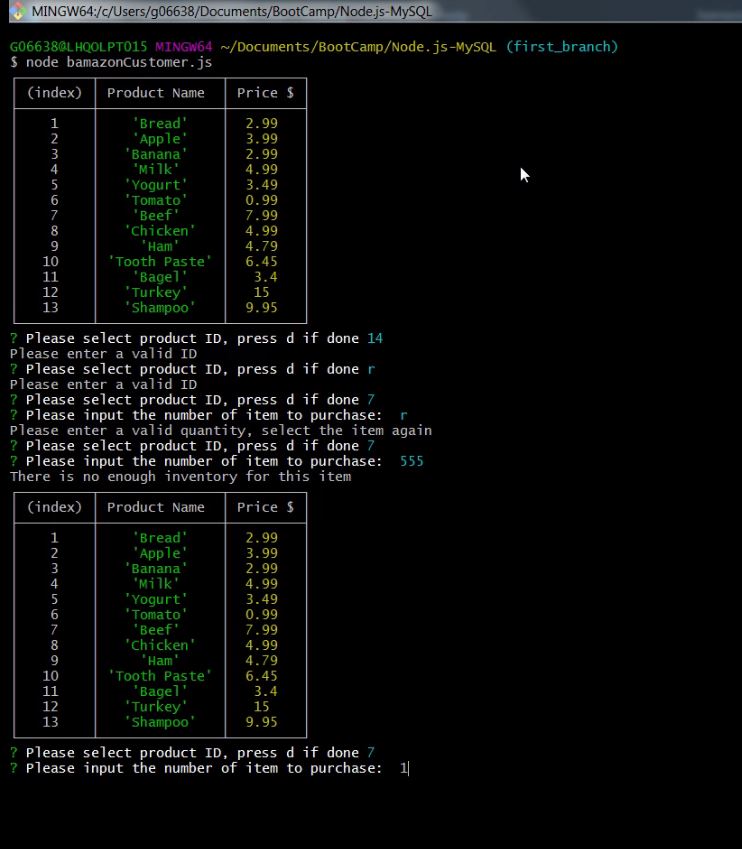 MINGW64:/c/Users/g06638/Documents/BootCamp/Node.js-MySQL
G06638@LHQOLPT015 MINGW64 ~/Documents/BootCamp/Node.js-MySQL (first_branch)
$ node bamazonCustomer.js
(index) Product Name Price $
1 'Bread' 2.99
2 'Apple' 3.99
3 'Banana' 2.99
4 'Milk' 4.99
5 'Yogurt' 3.49
6 'Tomato' 0.99
7 'Beef' 7.99
8 'Chicken' 4.99
9 'Ham' 4.79
10 'Tooth Paste' 6.45
11 'Bagel' 3.4
12 'Turkey' 15
13 'Shampoo' 9.95
? Please select product ID, press d if done 14
Please enter a valid ID
? Please select product ID, press d if done r
Please enter a valid ID
? Please select product ID, press d if done 7
? Please input the number of item to purchase: r
Please enter a valid quantity, select the item again
? Please select product ID, press d if done 7
? Please input the number of item to purchase: 555
There is no enough inventory for this item
(index) Product Name Price $
1 'Bread' 2.99
2 'Apple' 3.99
3 'Banana' 2.99
4 'Milk' 4.99
5 'Yogurt' 3.49
6 'Tomato' 0.99
7 'Beef' 7.99
8 'Chicken' 4.99
9 'Ham' 4.79
10 'Tooth Paste' 6.45
11 'Bagel' 3.4
12 'Turkey' 15
13 'Shampoo' 9.95
? Please select product ID, press d if done 7
? Please input the number of item to purchase: 1